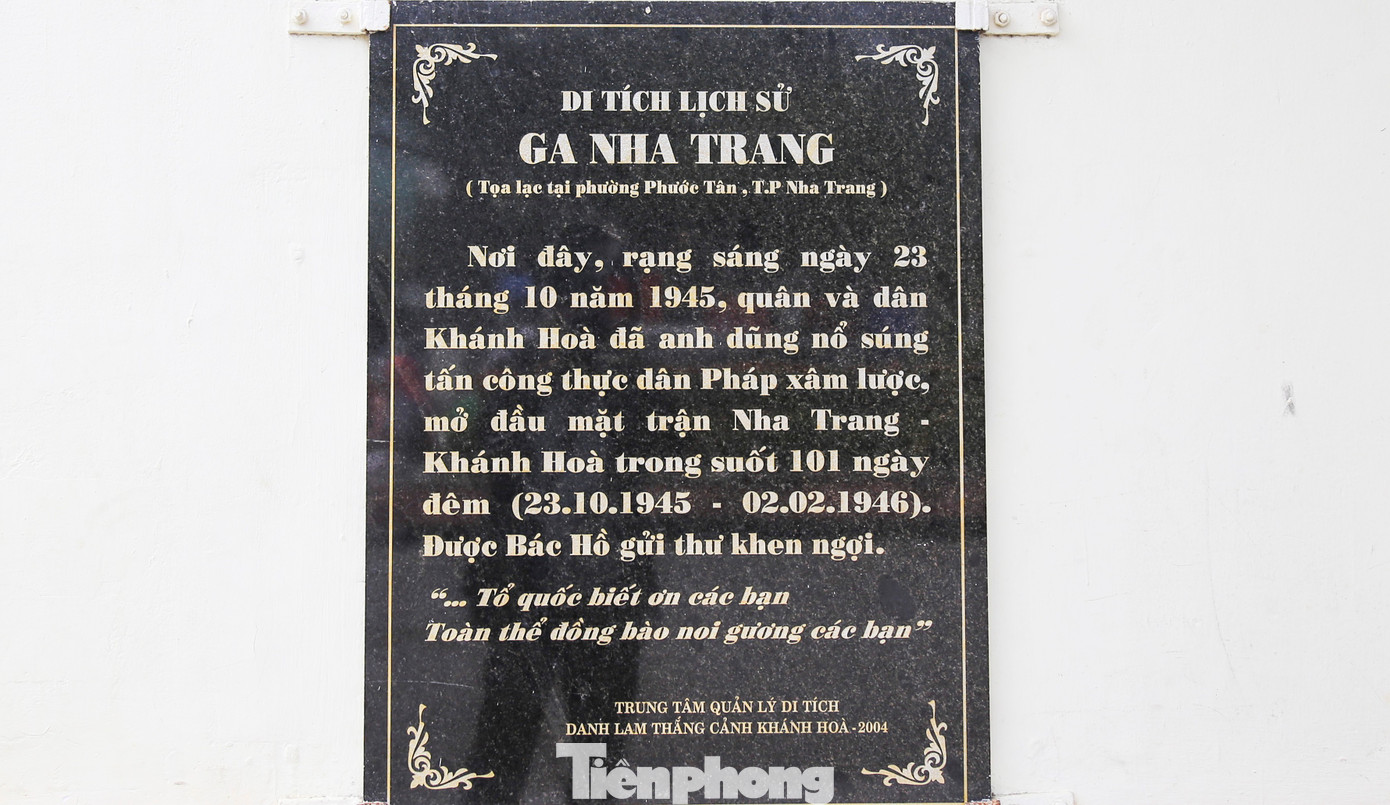 DI TÍCH LỊCH SỬ
GA NHA TRANG
( Tọa lạc tại phường Phước Tân , T.P Nha Trang )
Nơi đây, rạng sáng ngày 23
tháng 10 năm 1945, quân và dân
Khánh Hoà đã anh dũng nổ súng
tấn công thực dân Pháp xâm lược,
mở đầu mặt trận Nha Trang -
Khánh Hoà trong suốt 101 ngày
đêm (23.10.1945 - 02.02.1946).
Được Bác Hồ gửi thư khen ngợi.
“... Tổ quốc biết ơn các bạn
Toàn thể đồng bào noi gương các bạn”
TRUNG TÂM QUẢN LÝ DI TÍCH
DANH LAM THẮNG CẢNH KHÁNH HOÀ - 2004
Tiềnphong